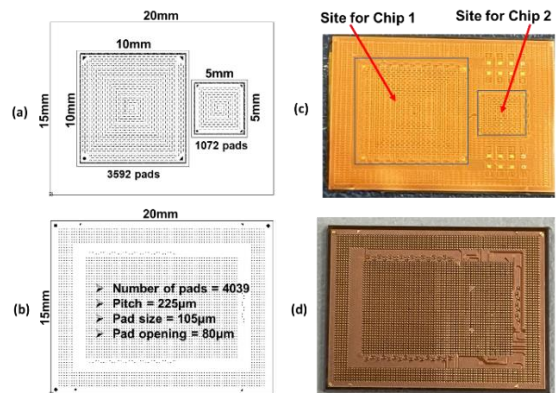 20mm
10mm
5mm
(a)
15mm
10mm
5mm
3592 pads
1072 pads
Site for Chip 1
Site for Chip 2
(c)
20mm
(b)
15mm
➢ Number of pads = 4039
➢ Pitch = 225µm
➢ Pad size = 105µm
➢ Pad opening = 80µm
(d)